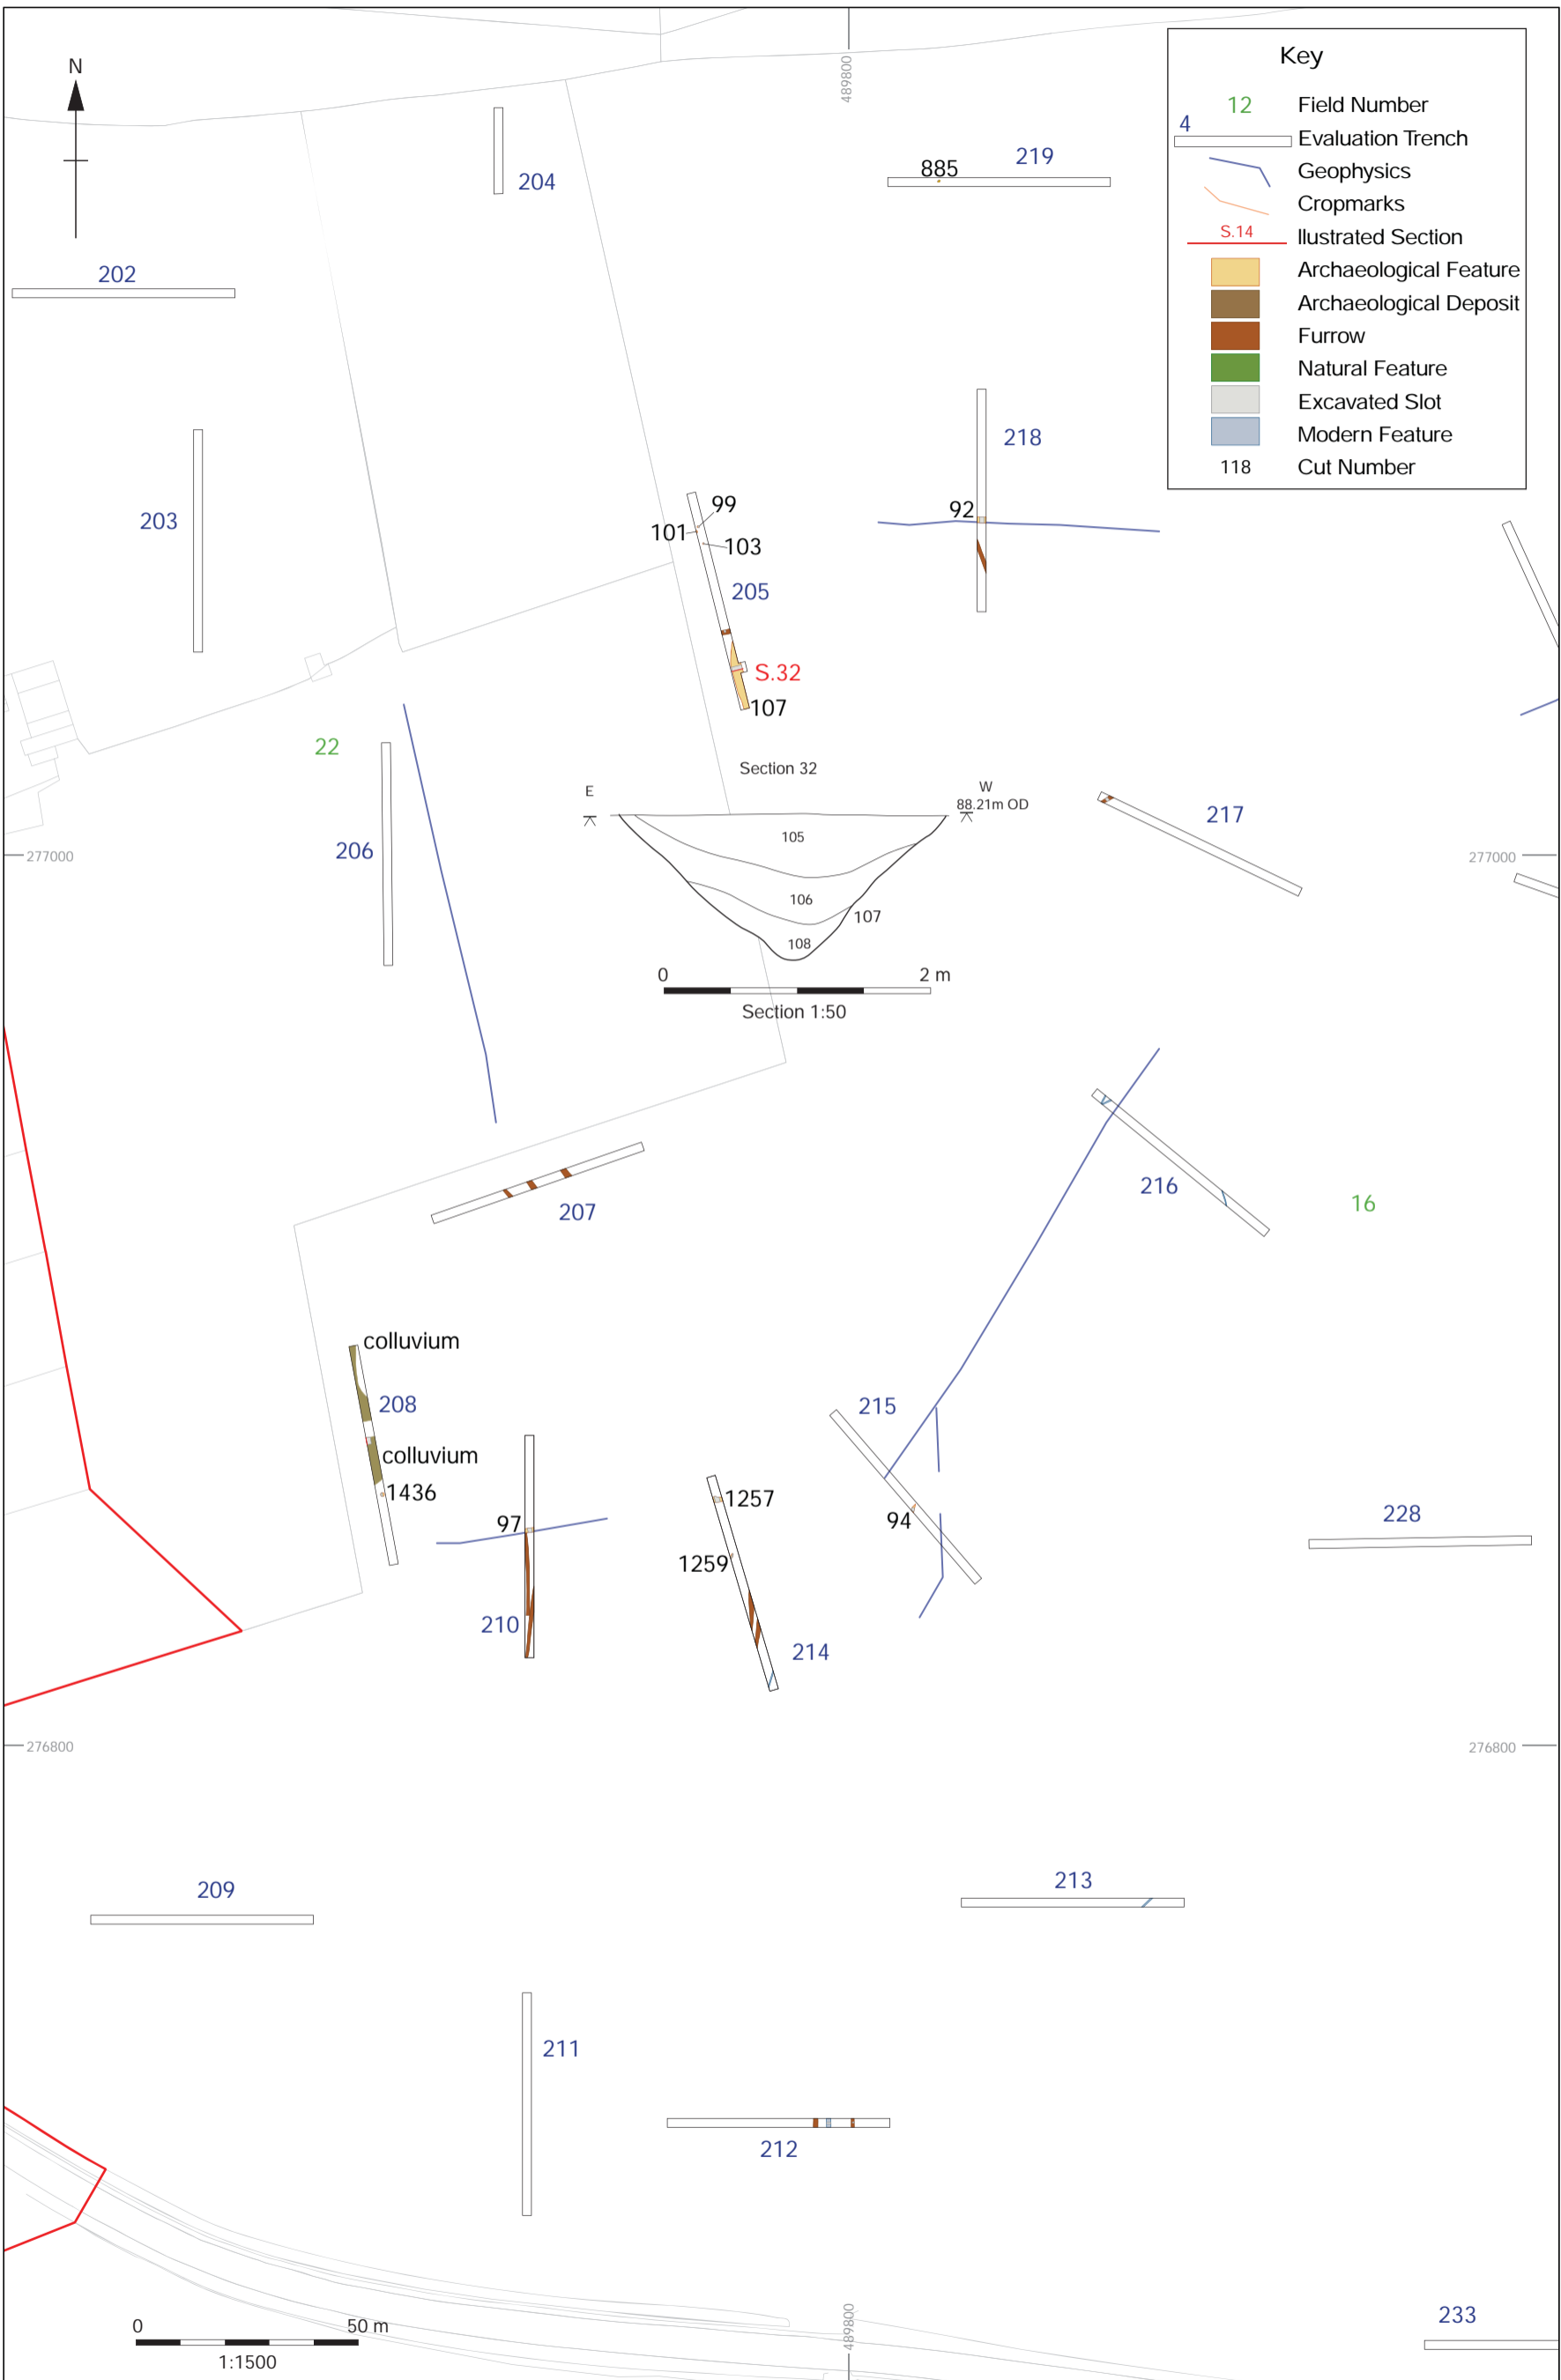 N
489800
Key
12 Field Number
4 Evaluation Trench
Geophysics
Cropmarks
S.14 llustrated Section
Archaeological Feature
Archaeological Deposit
Furrow
Natural Feature
Excavated Slot
Modern Feature
118 Cut Number
204
885
219
202
203
218
92
99
101
103
205
S.32
107
22
206
Section 32
E
W
88.21m OD
105
106
107
108
0 2 m
Section 1:50
217
277000
277000
207
216
16
colluvium
208
colluvium
1436
97
210
1257
1259
214
215
94
228
276800
276800
209
213
211
212
0 50 m
1:1500
489800
233